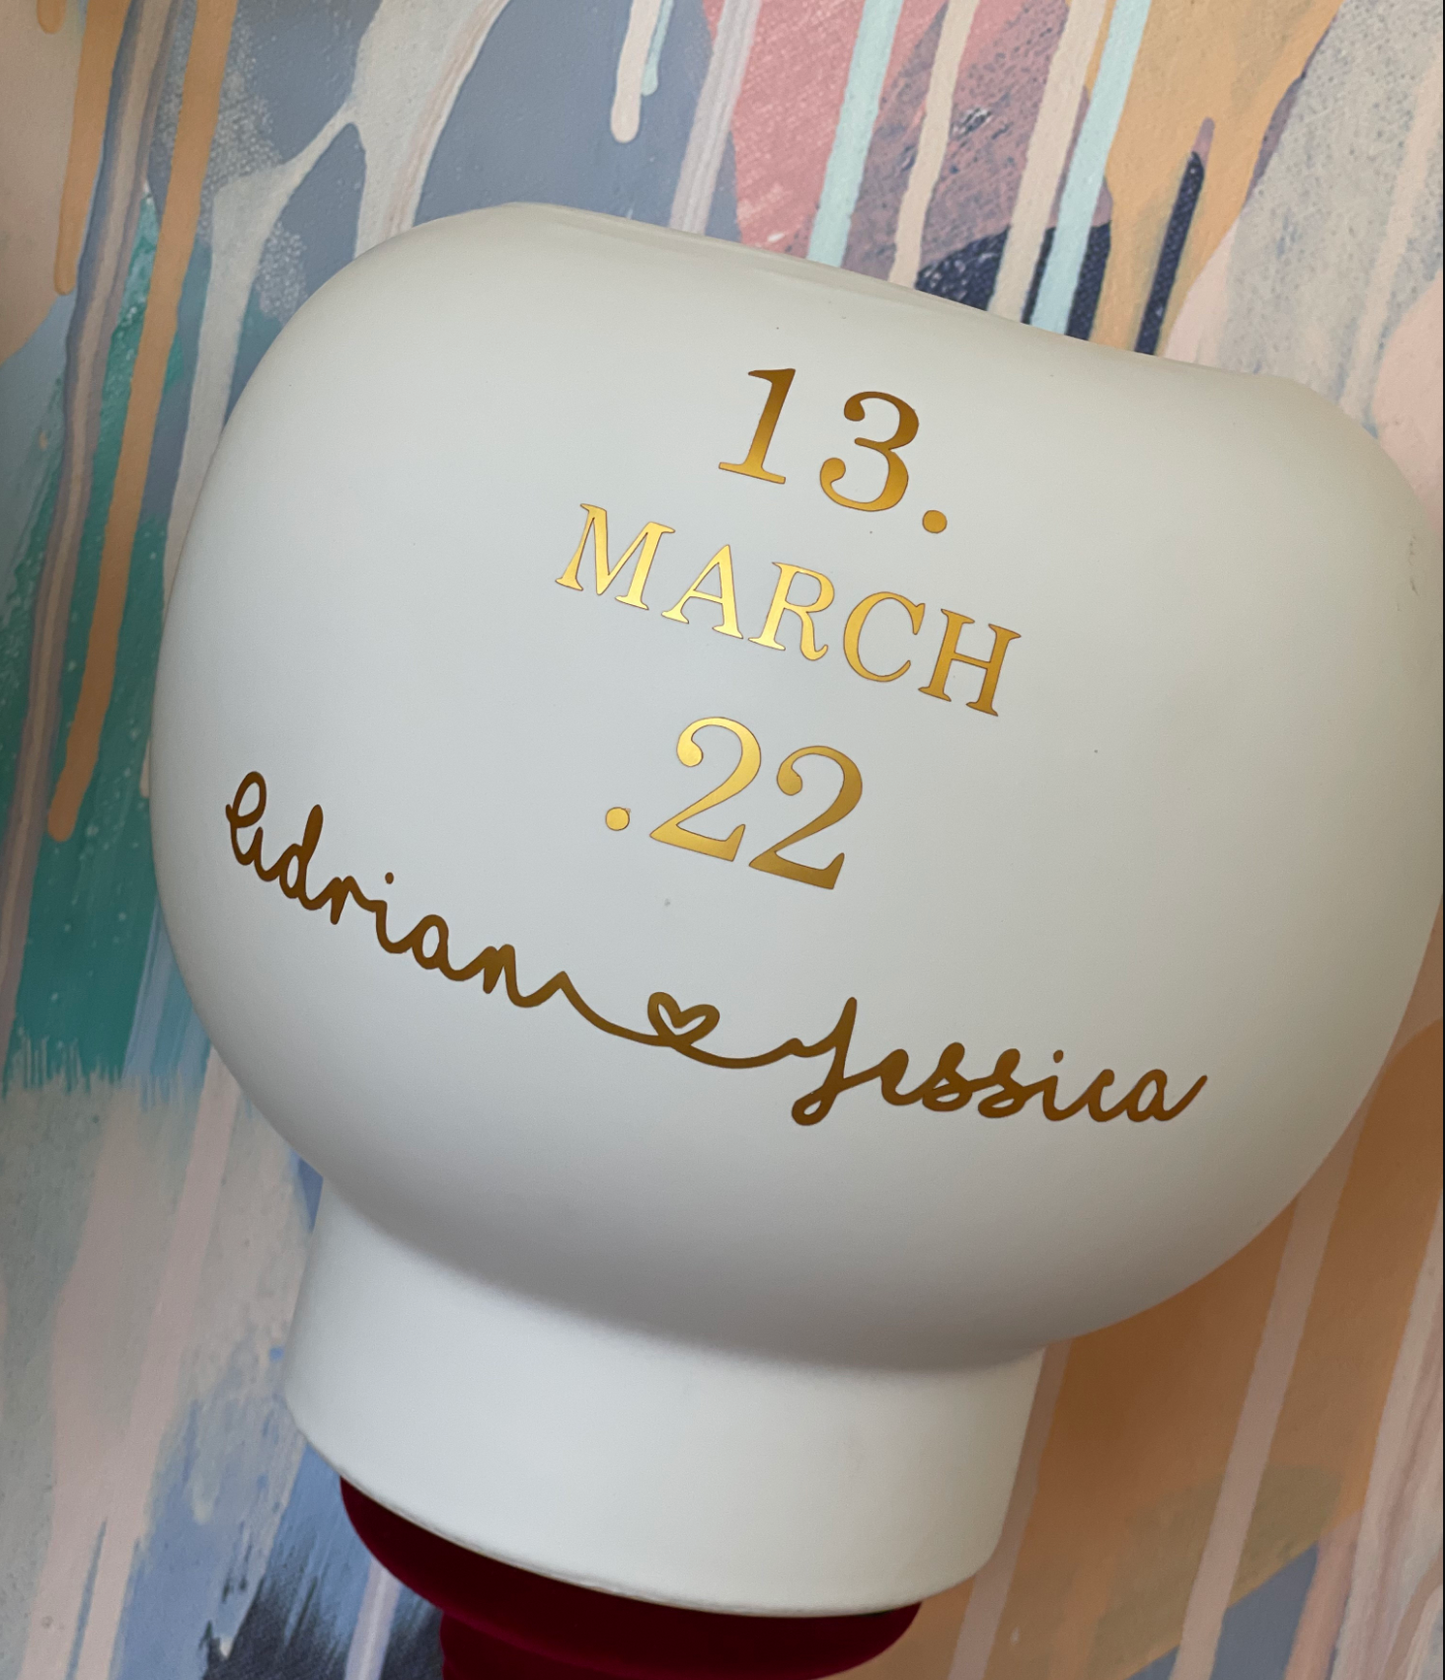 13.
MARCH
.22
Adrian ♡ Jessica